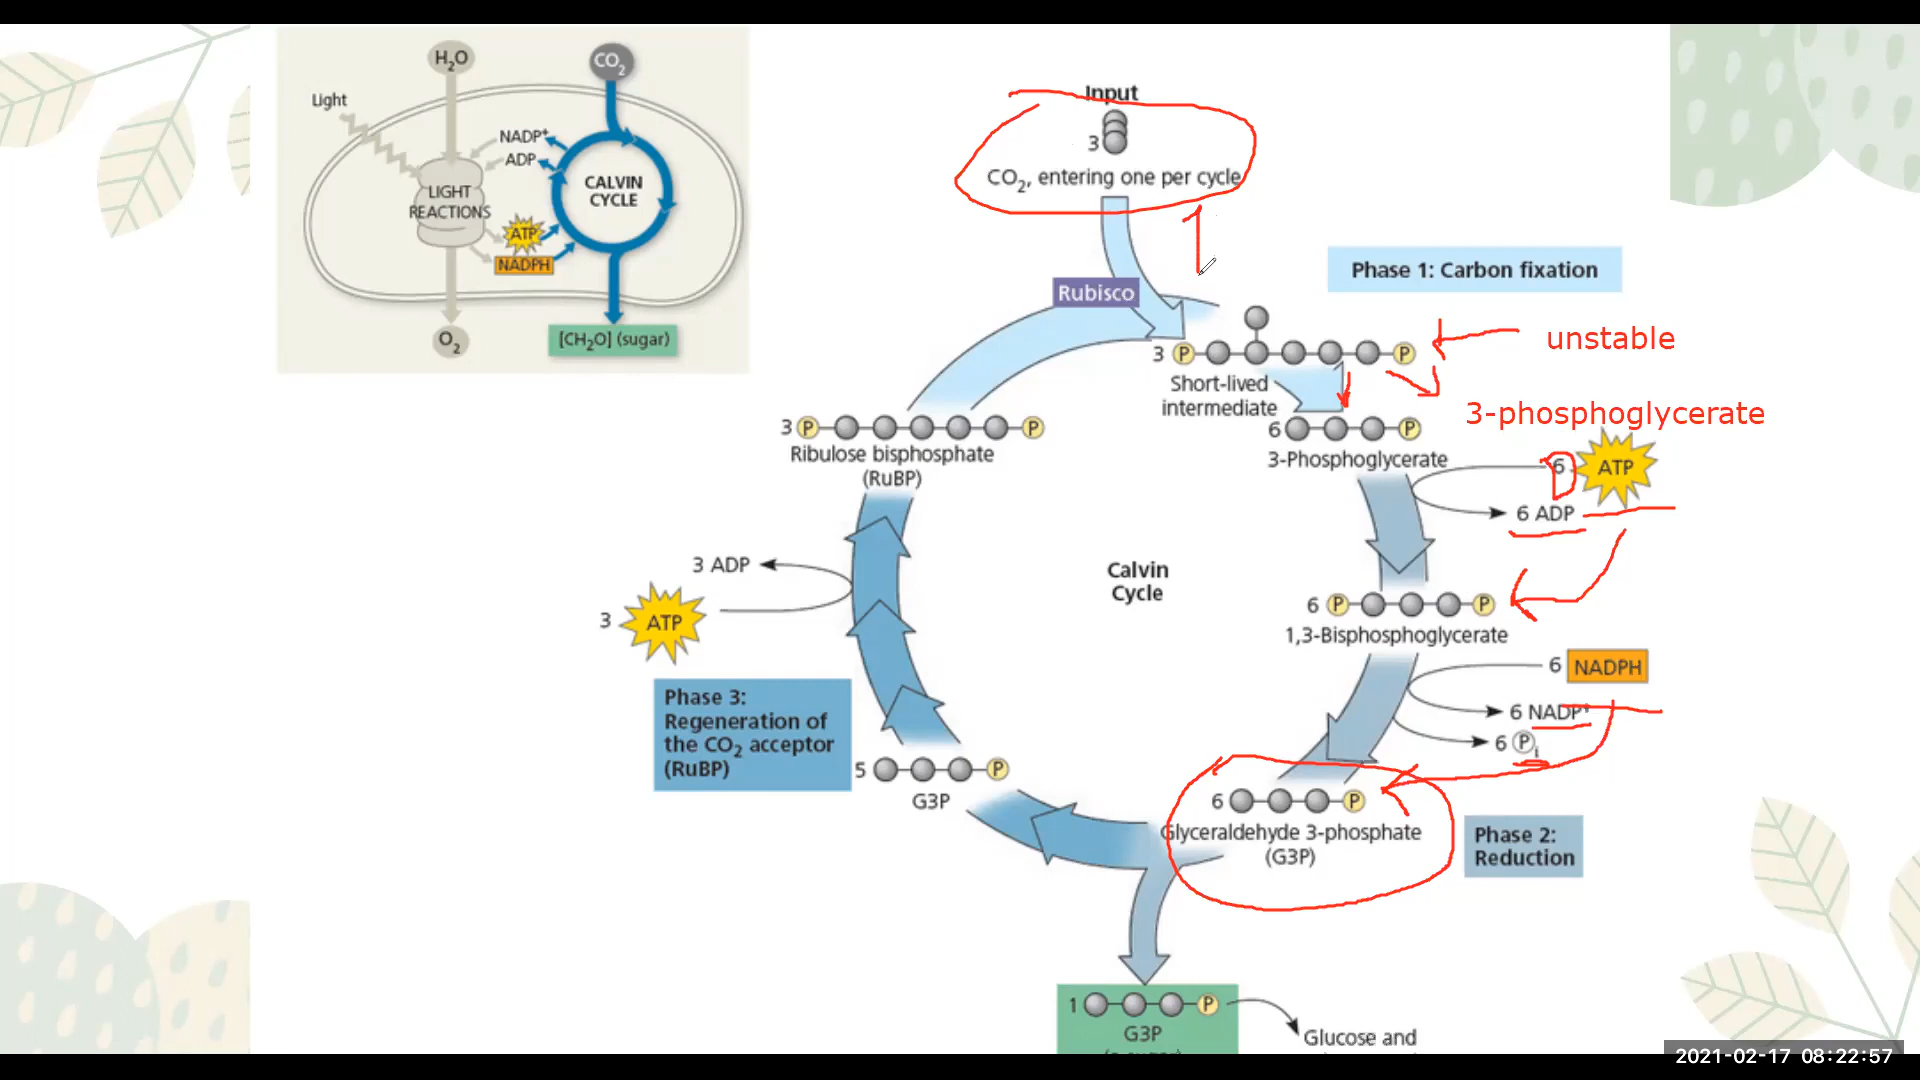 H₂O
CO₂
Light
NADP⁺
ADP
LIGHT
REACTIONS
CALVIN
CYCLE
ATP
NADPH
O₂
[CH₂O] (sugar)
Input
3
CO₂, entering one per cycle
1
Rubisco
Phase 1: Carbon fixation
3 P P
unstable
Short-lived
intermediate
3-phosphoglycerate
3 P P
Ribulose bisphosphate
(RuBP)
6 P
3-Phosphoglycerate
6 ATP
6 ADP
3 ADP
3 ATP
Calvin
Cycle
6 P P
1,3-Bisphosphoglycerate
6 NADPH
6 NADP⁺
6 Pᵢ
Phase 3:
Regeneration of
the CO₂ acceptor
(RuBP)
5 P
G3P
6 P
Glyceraldehyde 3-phosphate
(G3P)
Phase 2:
Reduction
1 P
G3P
Glucose and
2021-02-17 08:22:57